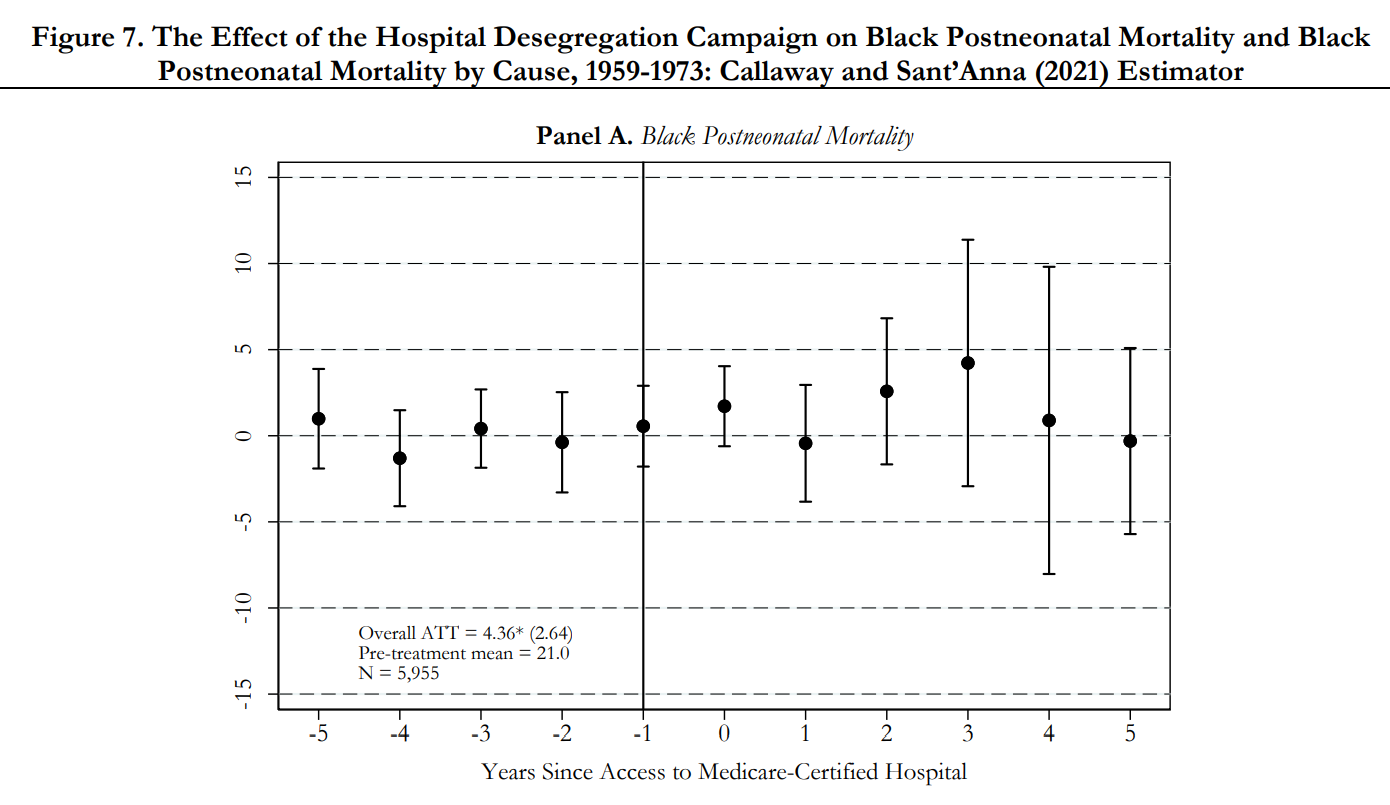 Figure 7. The Effect of the Hospital Desegregation Campaign on Black Postneonatal Mortality and Black
Postneonatal Mortality by Cause, 1959-1973: Callaway and Sant’Anna (2021) Estimator
Panel A. Black Postneonatal Mortality
15
10
5
0
-5
-10
-15
Overall ATT = 4.36* (2.64)
Pre-treatment mean = 21.0
N = 5,955
-5 -4 -3 -2 -1 0 1 2 3 4 5
Years Since Access to Medicare-Certified Hospital